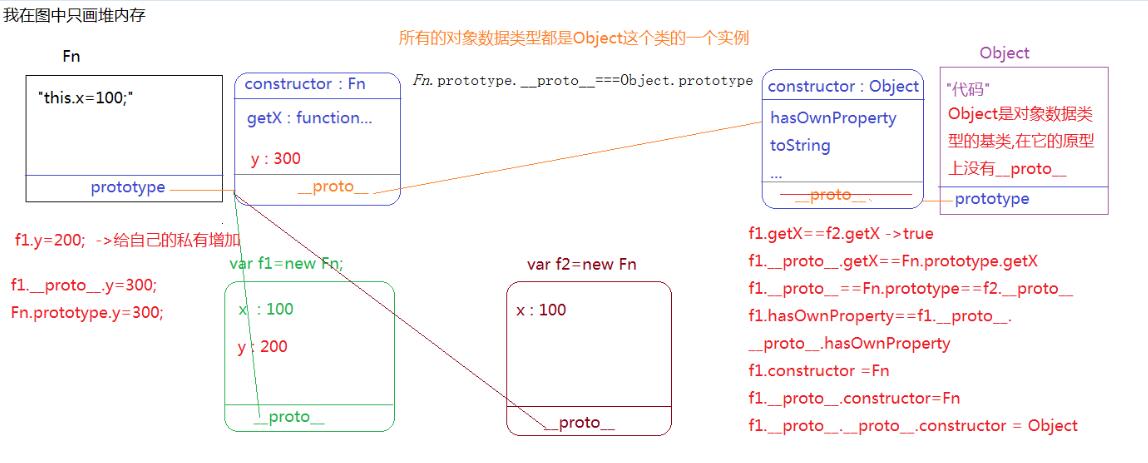 我在图中只画堆内存
所有的对象数据类型都是Object这个类的一个实例
Fn
"this.x=100;"
prototype
constructor : Fn
getX : function...
y : 300
__proto__
Fn.prototype.__proto__===Object.prototype
constructor : Object
hasOwnProperty
toString
...
__proto__
Object
"代码"
Object是对象数据类
型的基类,在它的原型
上没有__proto__
prototype
f1.y=200; ->给自己的私有增加
f1.__proto__.y=300;
Fn.prototype.y=300;
var f1=new Fn;
x : 100
y : 200
__proto__
var f2=new Fn
x : 100
__proto__
f1.getX==f2.getX ->true
f1.__proto__.getX==Fn.prototype.getX
f1.__proto__==Fn.prototype==f2.__proto__
f1.hasOwnProperty==f1.__proto__.
__proto__.hasOwnProperty
f1.constructor =Fn
f1.__proto__.constructor=Fn
f1.__proto__.__proto__.constructor = Object